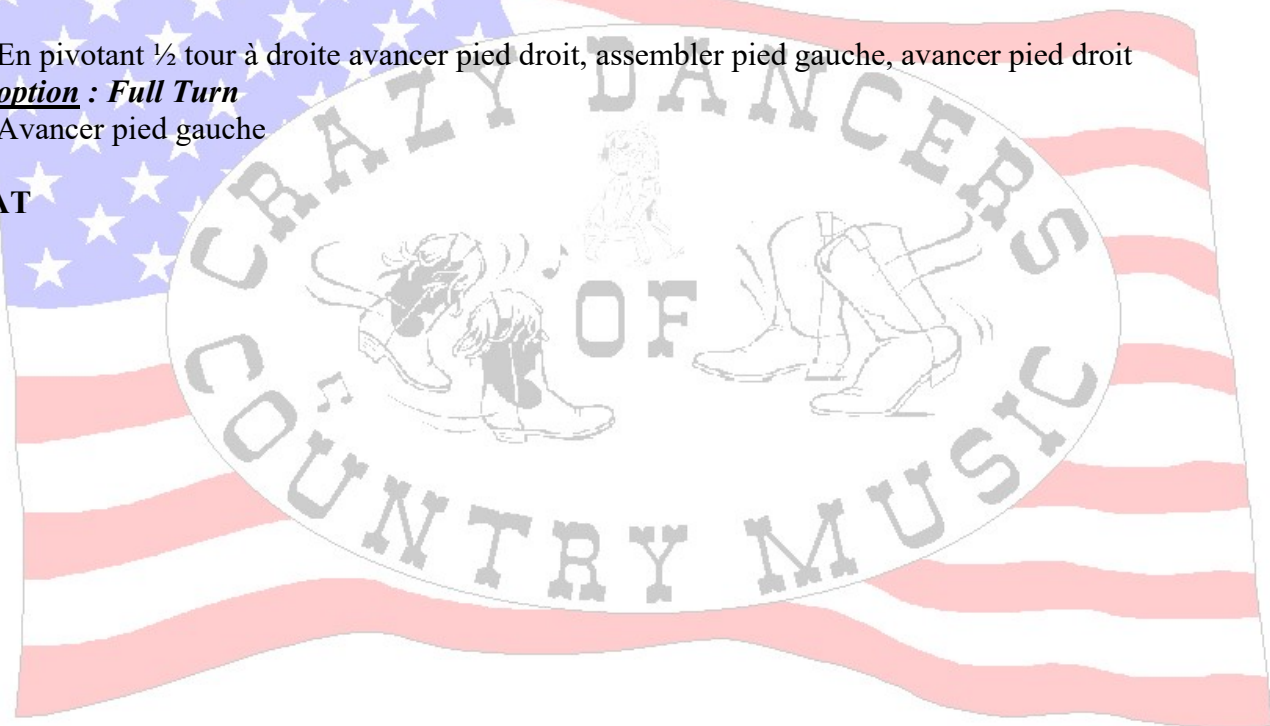 En pivotant ½ tour à droite avancer pied droit, assembler pied gauche, avancer pied droit
option : Full Turn
Avancer pied gauche
AT
CRAZY DANCERS
OF
COUNTRY MUSIC